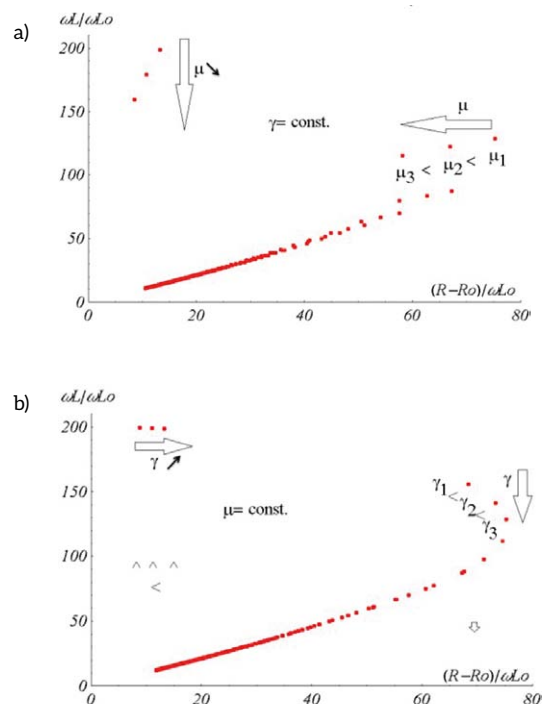 a)
ωL/ωLo
200
μ
μ
γ= const.
150
μ3 < μ2 < μ1
100
50
(R−Ro)/ωLo
0
0 20 40 60 80
b)
ωL/ωLo
200
γ
γ
γ1 < γ2 < γ3
150
μ= const.
100
^ ^ ^
<
50
(R−Ro)/ωLo
0
0 20 40 60 80